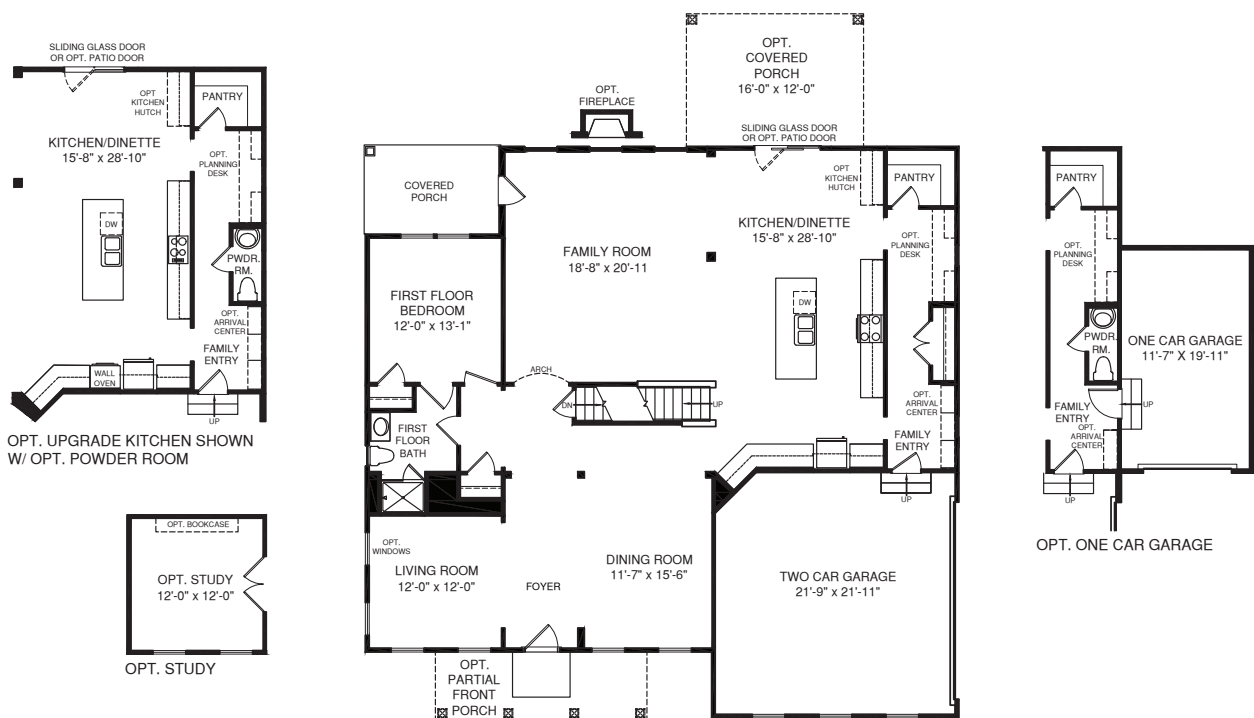 SLIDING GLASS DOOR
OR OPT. PATIO DOOR
OPT
KITCHEN
HUTCH
PANTRY
KITCHEN/DINETTE
15'-8" x 28'-10"
OPT.
PLANNING
DESK
DW
PWDR.
RM.
OPT.
ARRIVAL
CENTER
FAMILY
ENTRY
WALL
OVEN
UP
OPT. UPGRADE KITCHEN SHOWN
W/ OPT. POWDER ROOM
OPT. BOOKCASE
OPT. STUDY
12'-0" x 12'-0"
OPT. STUDY
OPT.
COVERED
PORCH
16'-0" x 12'-0"
OPT.
FIREPLACE
SLIDING GLASS DOOR
OR OPT. PATIO DOOR
COVERED
PORCH
OPT
KITCHEN
HUTCH
PANTRY
FAMILY ROOM
18'-8" x 20'-11
KITCHEN/DINETTE
15'-8" x 28'-10"
OPT.
PLANNING
DESK
FIRST FLOOR
BEDROOM
12'-0" x 13'-1"
DW
ARCH
DN
UP
FIRST
FLOOR
BATH
OPT.
ARRIVAL
CENTER
FAMILY
ENTRY
UP
OPT.
WINDOWS
LIVING ROOM
12'-0" x 12'-0"
FOYER
DINING ROOM
11'-7" x 15'-6"
TWO CAR GARAGE
21'-9" x 21'-11"
OPT.
PARTIAL
FRONT
PORCH
PANTRY
OPT.
PLANNING
DESK
PWDR.
RM.
ONE CAR GARAGE
11'-7" X 19'-11"
FAMILY
ENTRY
UP
OPT.
ARRIVAL
CENTER
UP
OPT. ONE CAR GARAGE